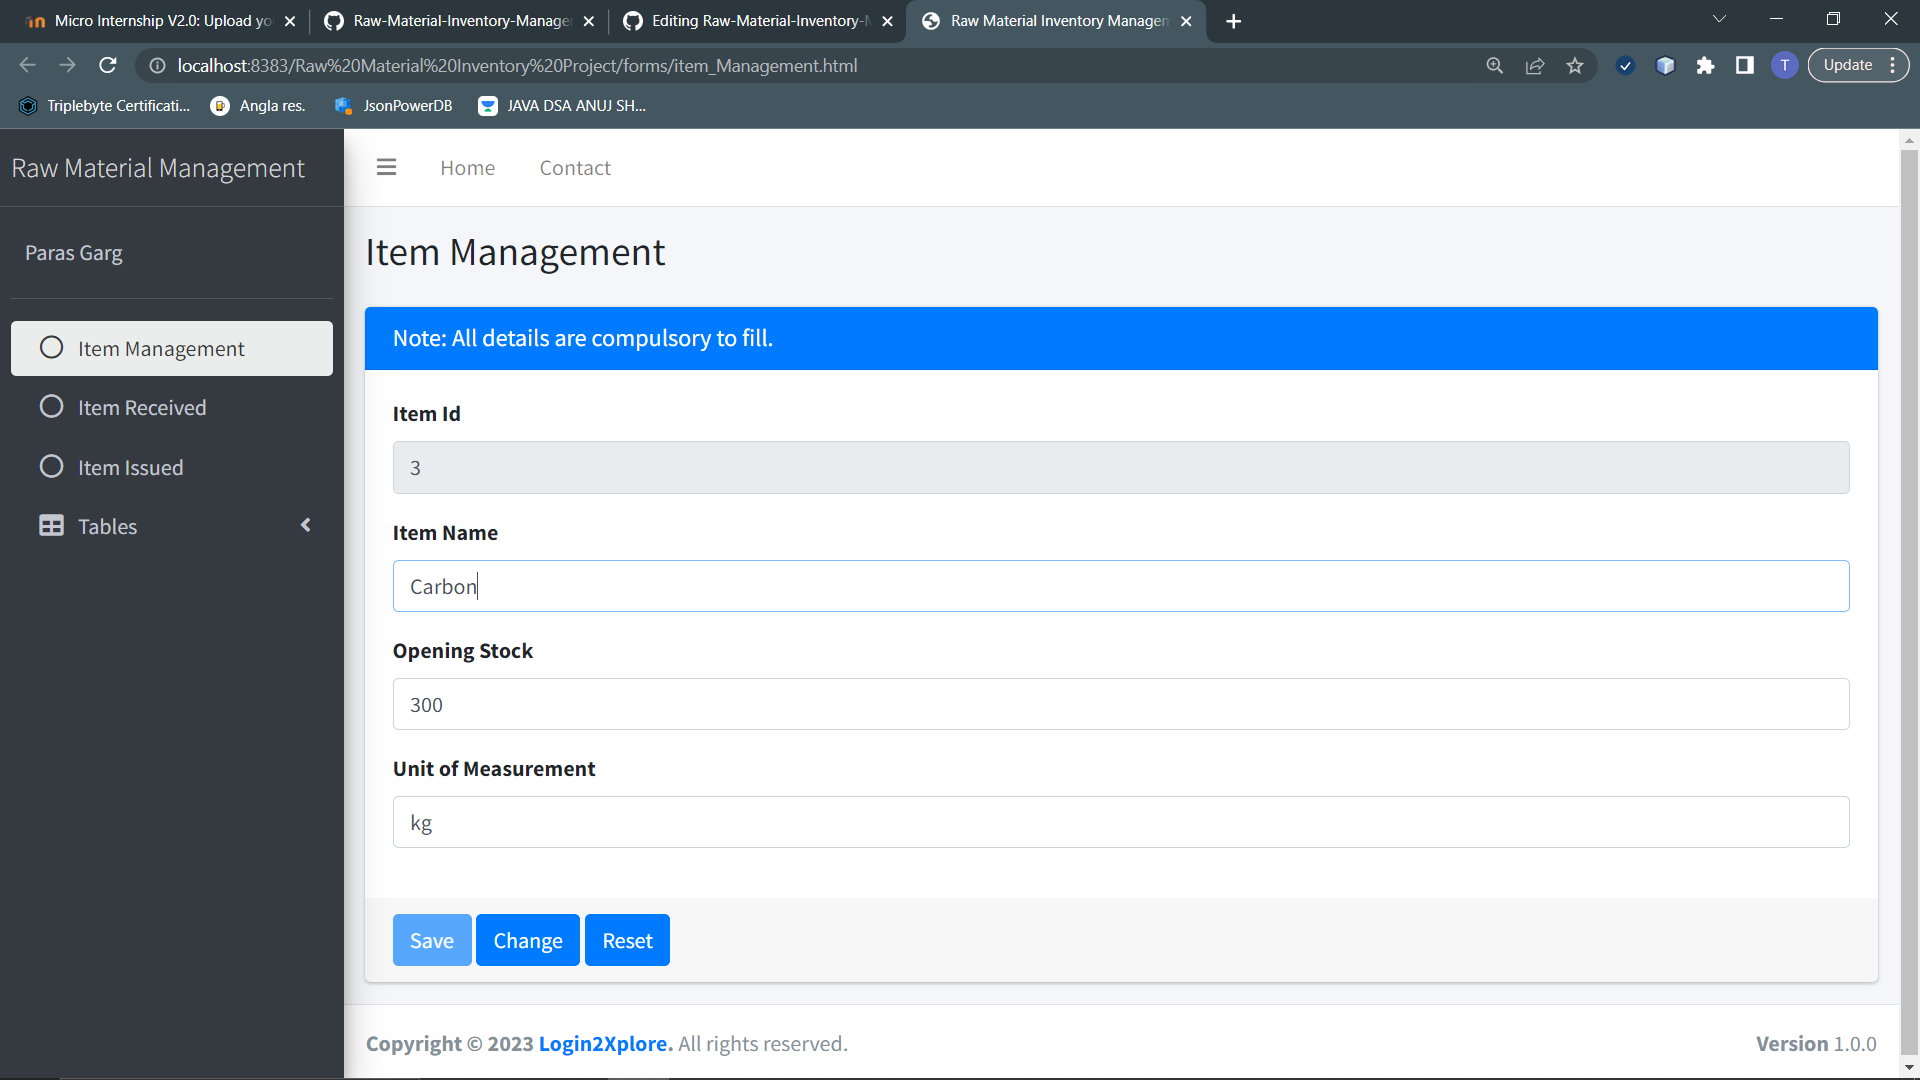 Micro Internship V2.0: Upload yo
Raw-Material-Inventory-Manage
Editing Raw-Material-Inventory-
Raw Material Inventory Managem
localhost:8383/Raw%20Material%20Inventory%20Project/forms/item_Management.html
T
Update
Triplebyte Certificati...
Angla res.
JsonPowerDB
JAVA DSA ANUJ SH...
Raw Material Management
Home
Contact
Paras Garg
Item Management
Note: All details are compulsory to fill.
Item Management
Item Received
Item Issued
Tables
Item Id
3
Item Name
Carbon
Opening Stock
300
Unit of Measurement
kg
Save
Change
Reset
Copyright © 2023 Login2Xplore. All rights reserved.
Version 1.0.0